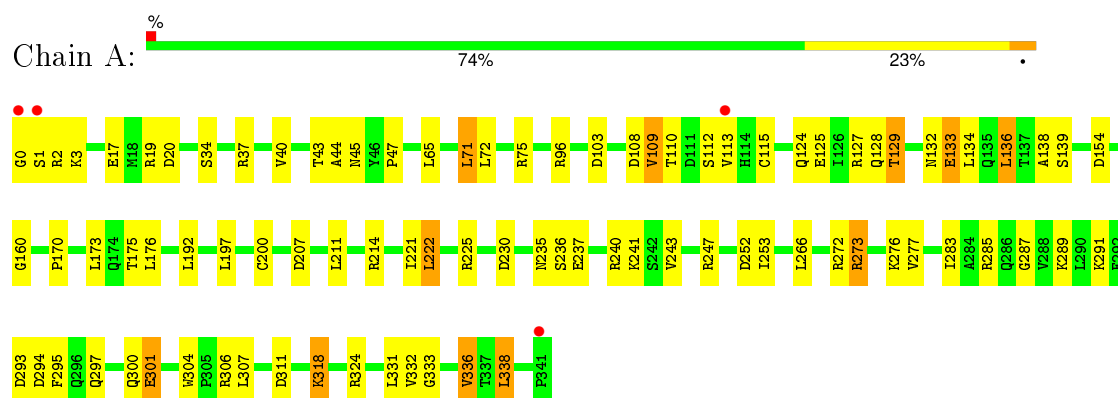 %
Chain A:
74% 23% •
G0 S1 R2 K3 E17 M18 R19 D20 S34 R37 V40 T43 A44 N45 Y46 P47 L65 L71 L72 R75 R96 D103 D108 V109 T110 D111 S112 V113 H114 C115 Q124 E125 I126 R127 Q128 T129 N132 E133 L134 Q135 L136 T137 A138 S139 D154
G160 P170 L173 Q174 T175 L176 L192 L197 C200 D207 L211 R214 I221 L222 R225 D230 N235 S236 E237 R240 K241 S242 V243 R247 D252 I253 L266 R272 R273 K276 V277 I283 A284 R285 Q286 G287 V288 K289 L290 K291
D293 D294 F295 Q296 Q297 Q300 E301 W304 P305 R306 L307 D311 K318 R324 L331 V332 G333 V336 T337 L338 P341